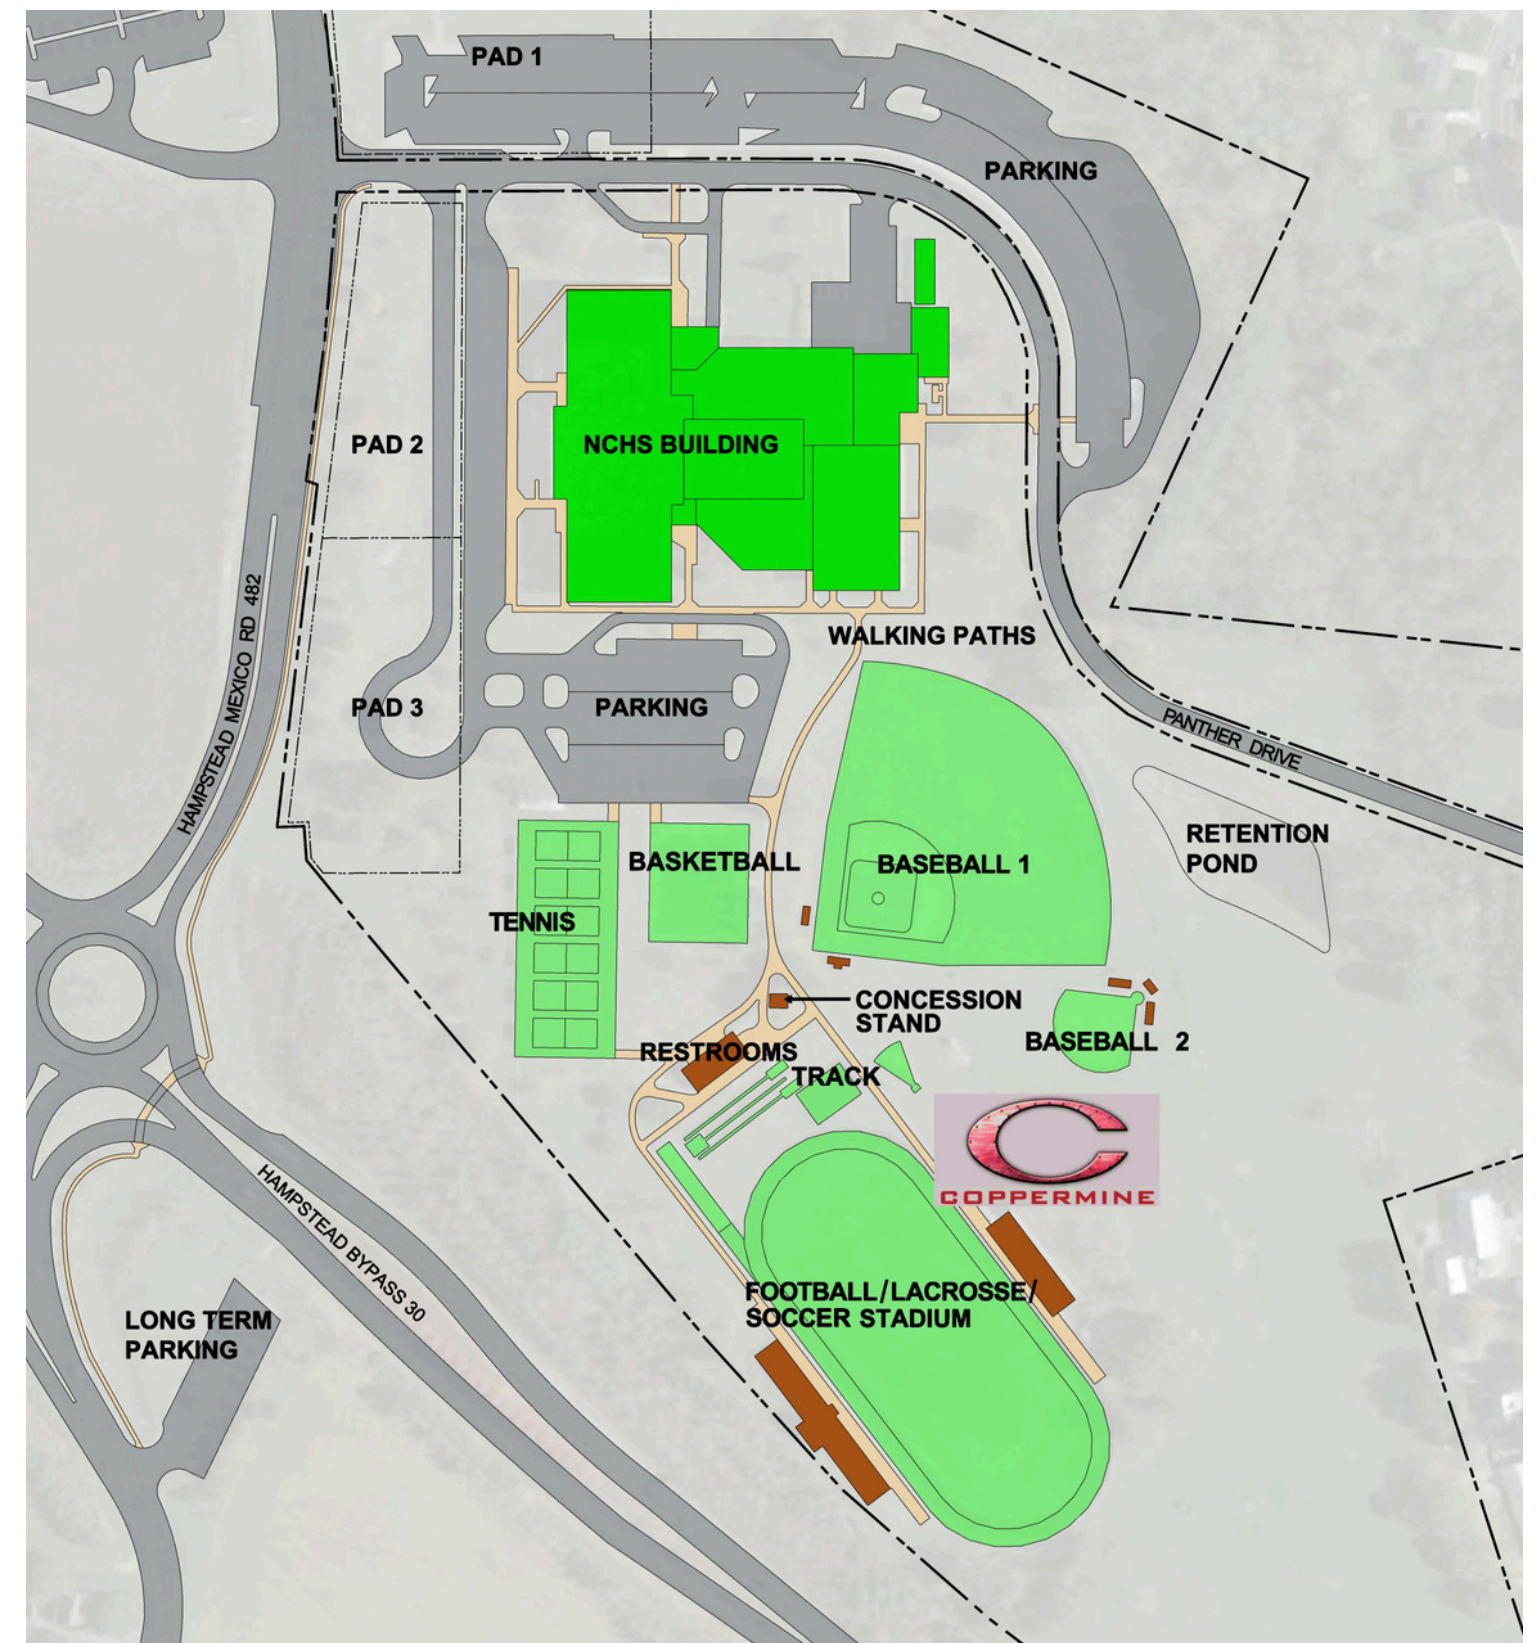 PAD 1
PARKING
PAD 2
NCHS BUILDING
HAMPSTEAD MEXICO RD 482
WALKING PATHS
PAD 3
PARKING
PANTHER DRIVE
RETENTION
POND
BASKETBALL
BASEBALL 1
TENNIS
CONCESSION
STAND
BASEBALL 2
RESTROOMS
TRACK
COPPERMINE
HAMPSTEAD BYPASS 30
FOOTBALL/LACROSSE/
SOCCER STADIUM
LONG TERM
PARKING